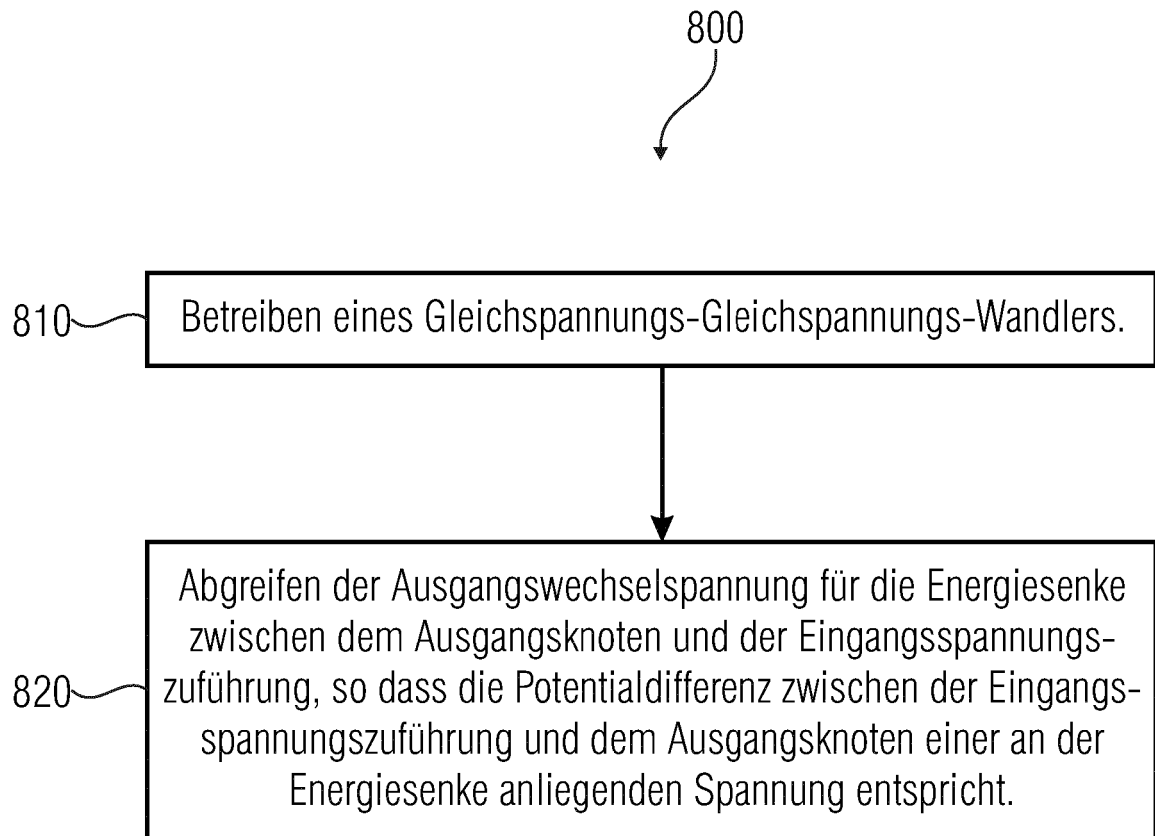 800
810
Betreiben eines Gleichspannungs-Gleichspannungs-Wandlers.
820
Abgreifen der Ausgangswechselspannung für die Energiesenke
zwischen dem Ausgangsknoten und der Eingangsspannungs-
zuführung, so dass die Potentialdifferenz zwischen der Eingangs-
spannungszuführung und dem Ausgangsknoten einer an der
Energiesenke anliegenden Spannung entspricht.